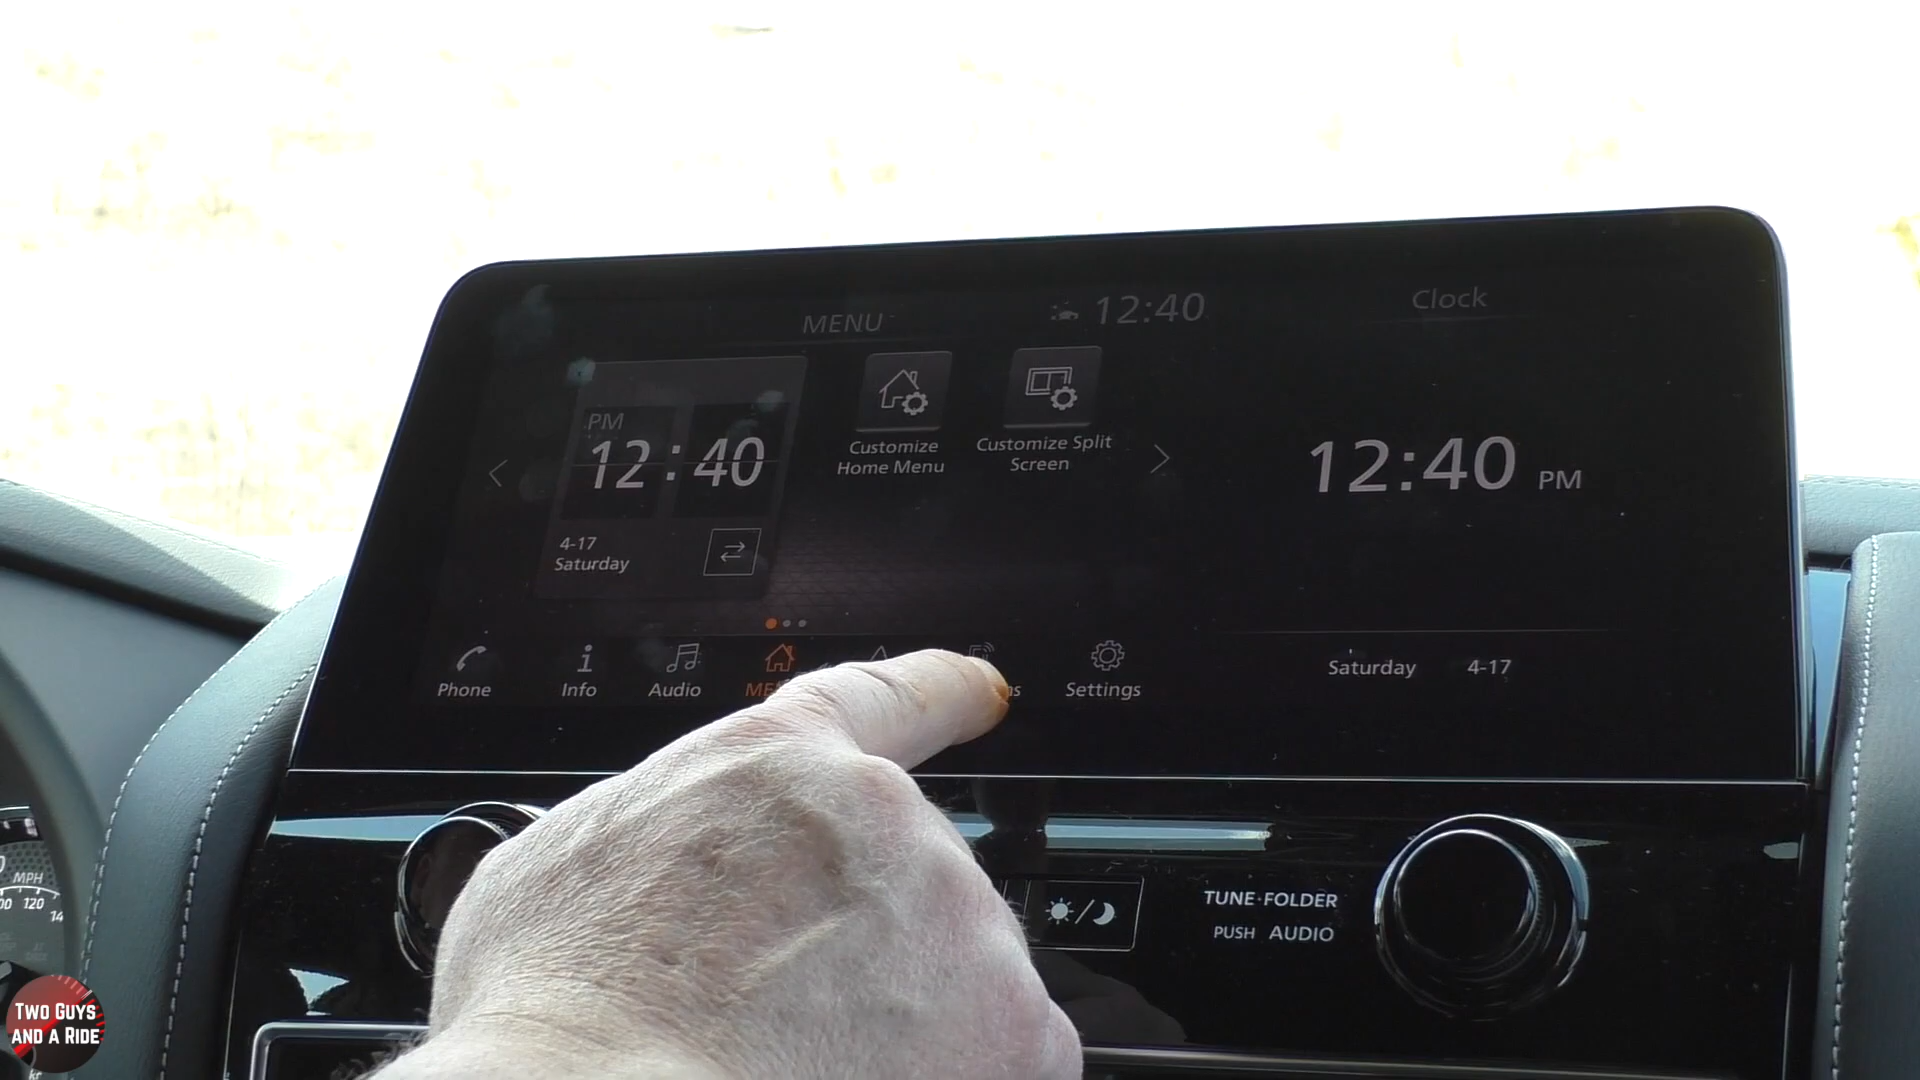 MENU
12:40
Clock
PM
12:40
4-17
Saturday
Customize
Home Menu
Customize Split
Screen
12:40 PM
Saturday 4-17
Phone
Info
Audio
Settings
TUNE·FOLDER
PUSH AUDIO
MPH
120
TWO GUYS
AND A RIDE